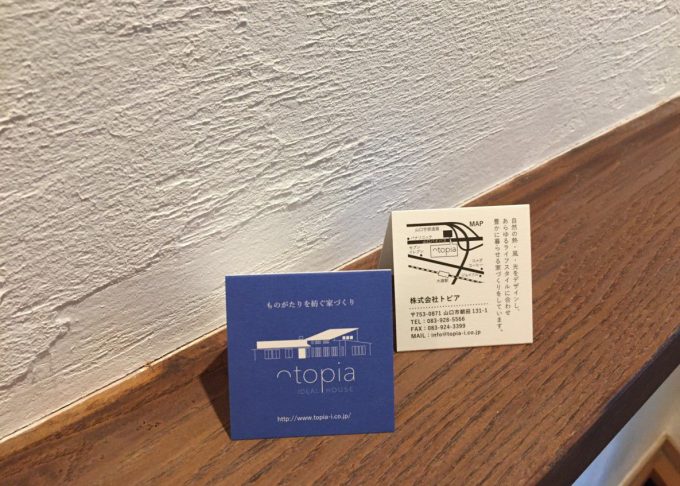 ものがたりを紡ぐ家づくり
topia
IDEAL HOUSE
http://www.topia-i.co.jp/
MAP
topia
自然の熱・風・光をデザインし、
あらゆるライフスタイルに合わせ
豊かに暮らせる家づくりをしています。
株式会社トピア
〒753-0871 山口市朝田 131-1
TEL：083-928-5566
FAX：083-924-3399
MAIL：info@topia-i.co.jp